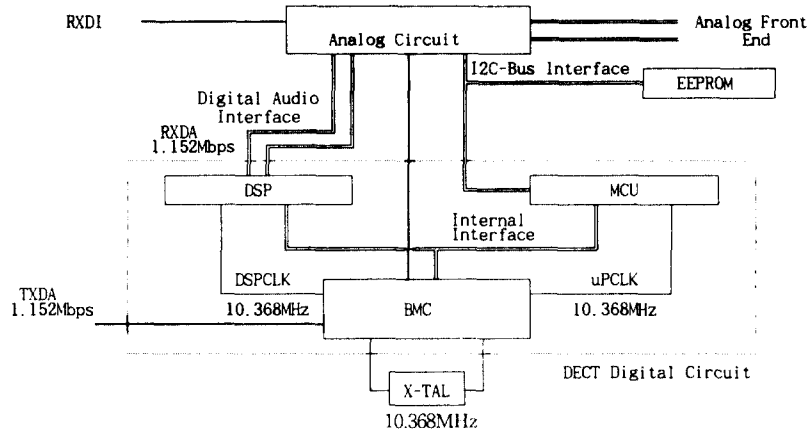 RXDI
Analog Circuit
Analog Front
End
I2C-Bus Interface
EEPROM
Digital Audio
Interface
RXDA
1.152Mbps
DSP
MCU
Internal
Interface
DSPCLK
uPCLK
TXDA
1.152Mbps
10.368MHz
BMC
10.368MHz
DECT Digital Circuit
X-TAL
10.368MHz